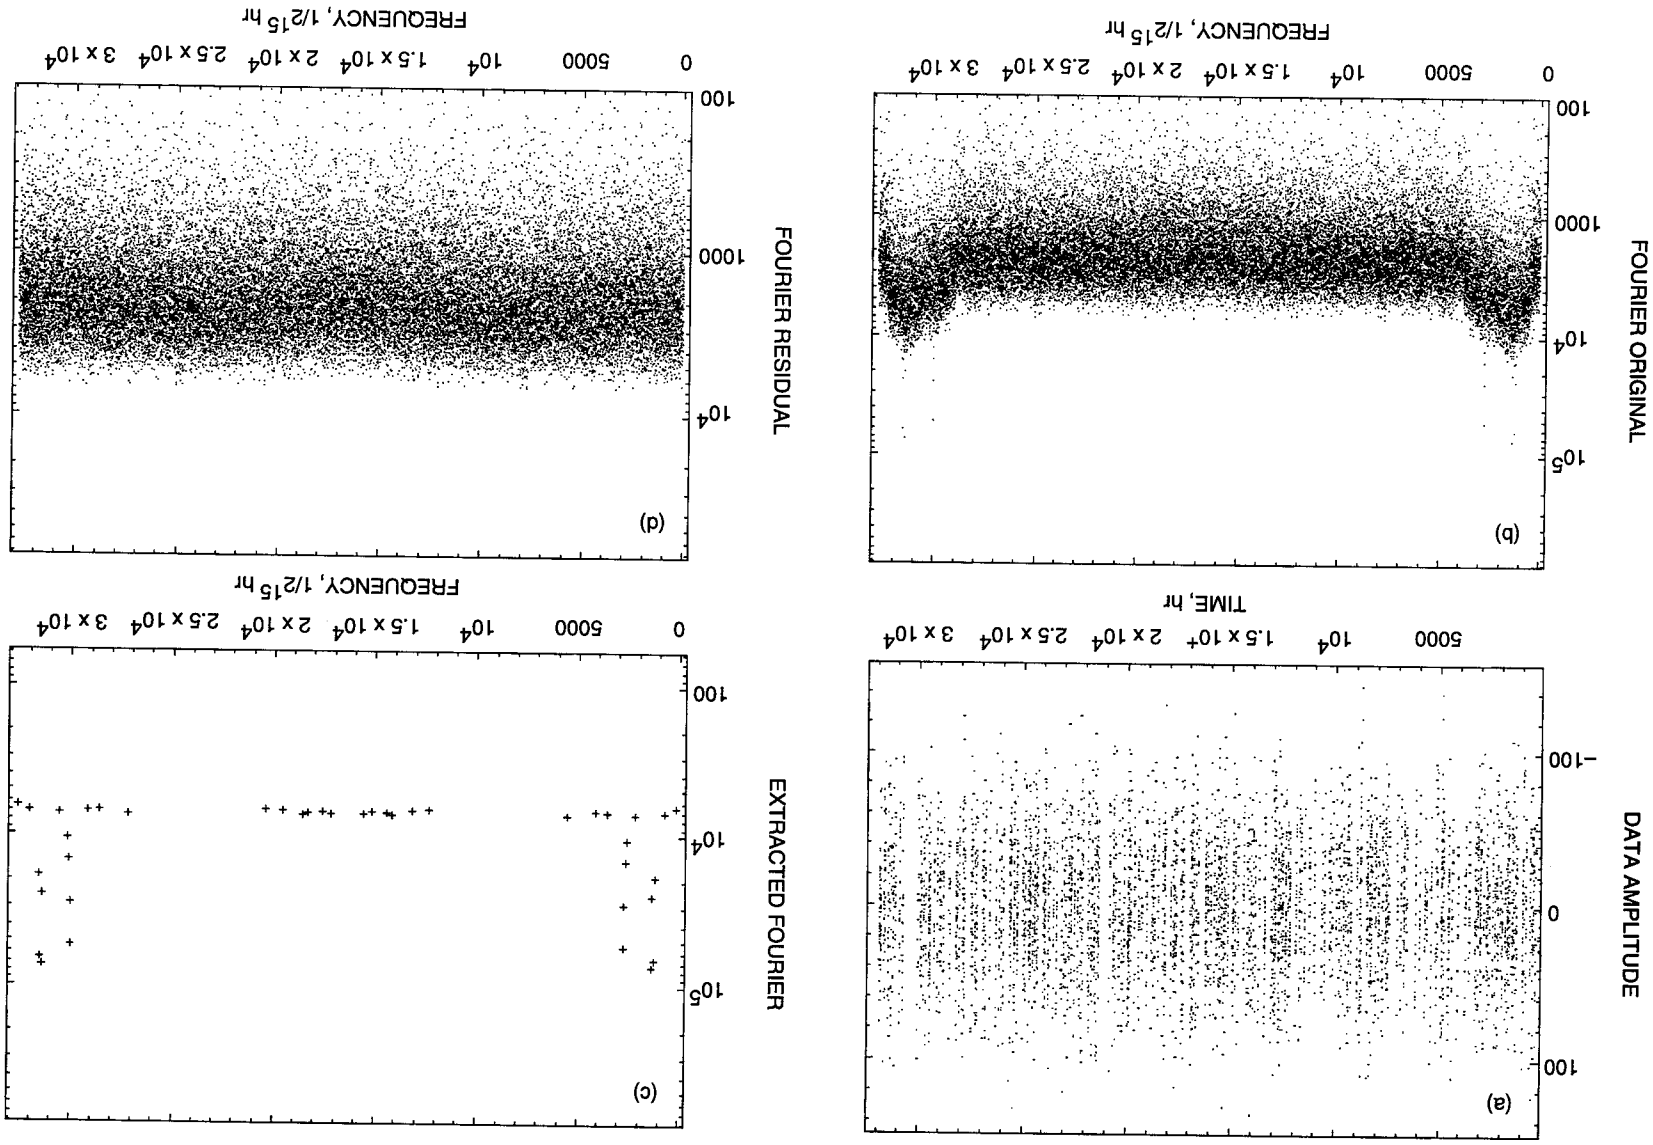 (a)
DATA AMPLITUDE
100
0
–100
5000 10⁴ 1.5 x 10⁺ 2 x 10⁴ 2.5 x 10⁴ 3 x 10⁴
TIME, hr
(c)
EXTRACTED FOURIER
10⁵
10⁴
100
0 5000 10⁴ 1.5 x 10⁴ 2 x 10⁴ 2.5 x 10⁴ 3 x 10⁴
FREQUENCY, 1/2¹⁵ hr
(b)
FOURIER ORIGINAL
10⁵
10⁴
1000
100
0 5000 10⁴ 1.5 x 10⁴ 2 x 10⁴ 2.5 x 10⁴ 3 x 10⁴
FREQUENCY, 1/2¹⁵ hr
(d)
FOURIER RESIDUAL
10⁴
1000
100
0 5000 10⁴ 1.5 x 10⁴ 2 x 10⁴ 2.5 x 10⁴ 3 x 10⁴
FREQUENCY, 1/2¹⁵ hr